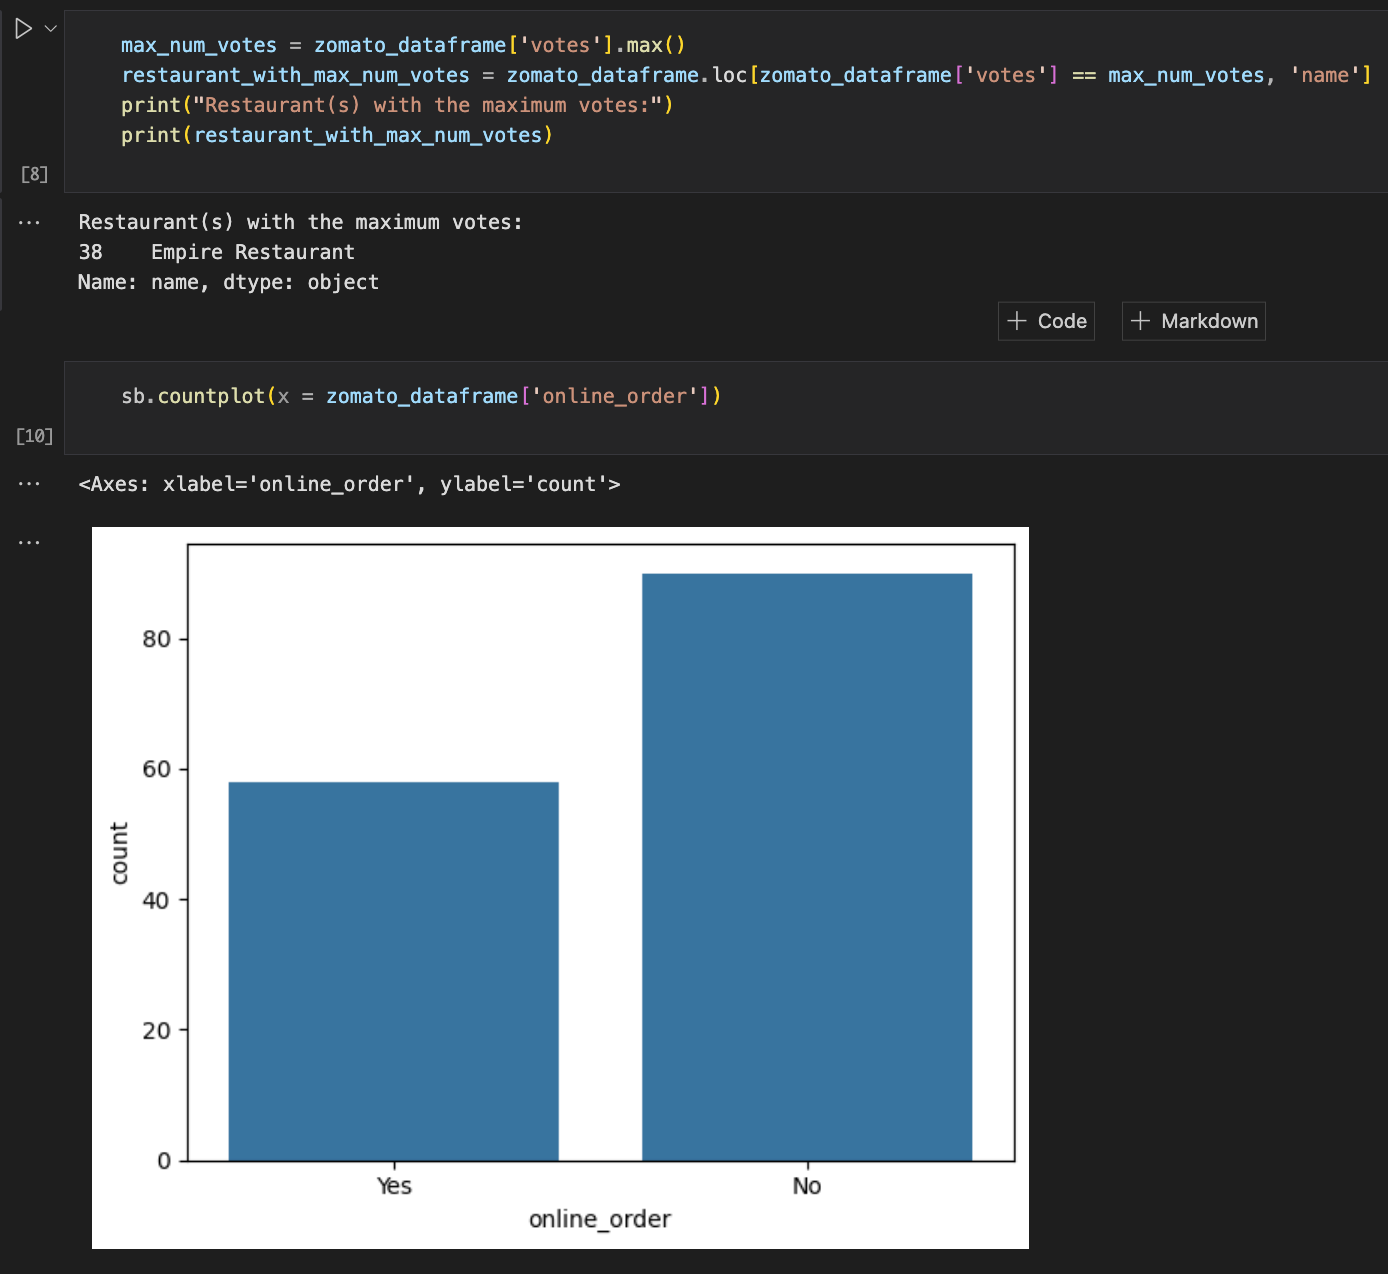 max_num_votes = zomato_dataframe['votes'].max()
restaurant_with_max_num_votes = zomato_dataframe.loc[zomato_dataframe['votes'] == max_num_votes, 'name']
print("Restaurant(s) with the maximum votes:")
print(restaurant_with_max_num_votes)
[8]
Restaurant(s) with the maximum votes:
38    Empire Restaurant
Name: name, dtype: object
+ Code
+ Markdown
sb.countplot(x = zomato_dataframe['online_order'])
[10]
<Axes: xlabel='online_order', ylabel='count'>
80
60
count
40
20
0
Yes
No
online_order